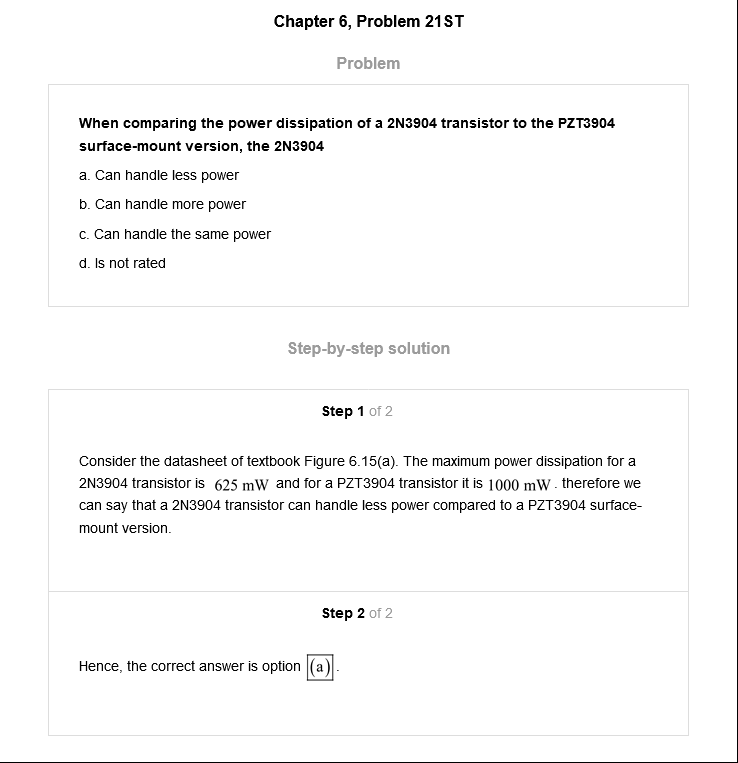 Chapter 6, Problem 21ST
Problem
When comparing the power dissipation of a 2N3904 transistor to the PZT3904
surface-mount version, the 2N3904
a. Can handle less power
b. Can handle more power
c. Can handle the same power
d. Is not rated
Step-by-step solution
Step 1 of 2
Consider the datasheet of textbook Figure 6.15(a). The maximum power dissipation for a
2N3904 transistor is 625 mW and for a PZT3904 transistor it is 1000 mW . therefore we
can say that a 2N3904 transistor can handle less power compared to a PZT3904 surface-
mount version.
Step 2 of 2
Hence, the correct answer is option (a) .